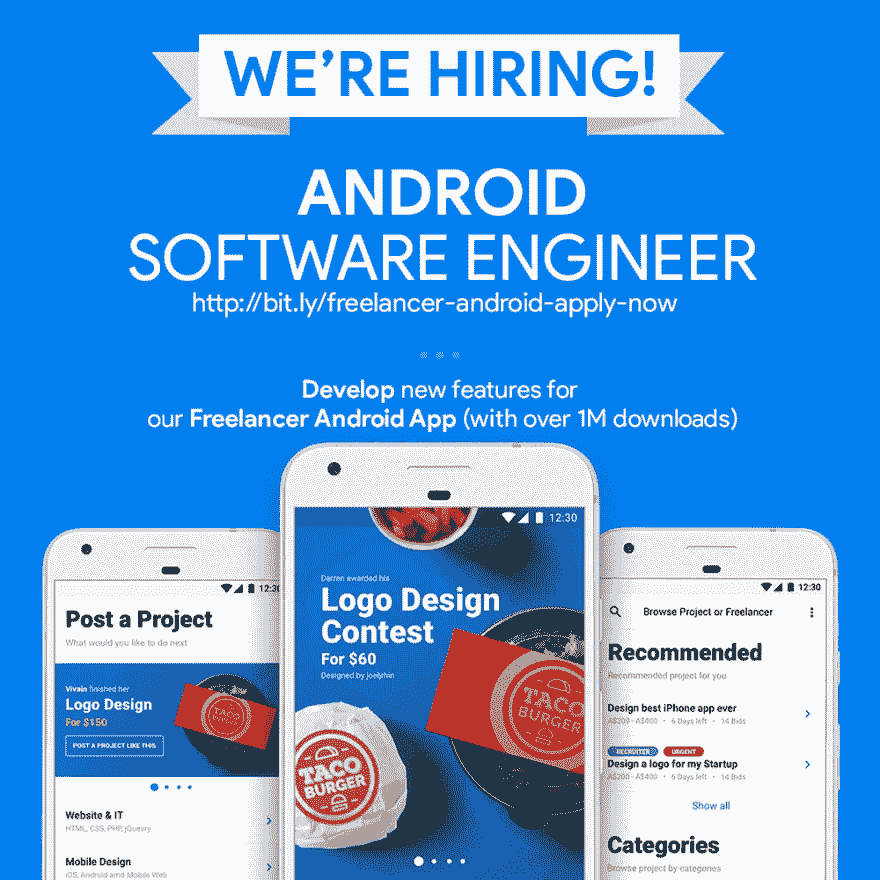 WE'RE HIRING!
ANDROID
SOFTWARE ENGINEER
http://bit.ly/freelancer-android-apply-now
Develop new features for
our Freelancer Android App (with over 1M downloads)
12:30
Post a Project
What would you like to do next
Vivain finished her
Logo Design
For $150
POST A PROJECT LIKE THIS
Website & IT
HTML, CSS, PHP, jQuery
Mobile Design
iOS, Android amd Mobile Web
12:30
Darren awarded his
Logo Design
Contest
For $60
Designed by joeljthin
TACO
BURGER
TACO
BURGER
12:30
Browse Project or Freelancer
Recommended
Recommended project for you
Design best iPhone app ever
A$200 - A$400 • 6 Days left • 14 Bids
RECRUITER URGENT
Design a logo for my Startup
A$200 - A$400 • 6 Days left • 14 Bids
Show all
Categories
Browse project by categories